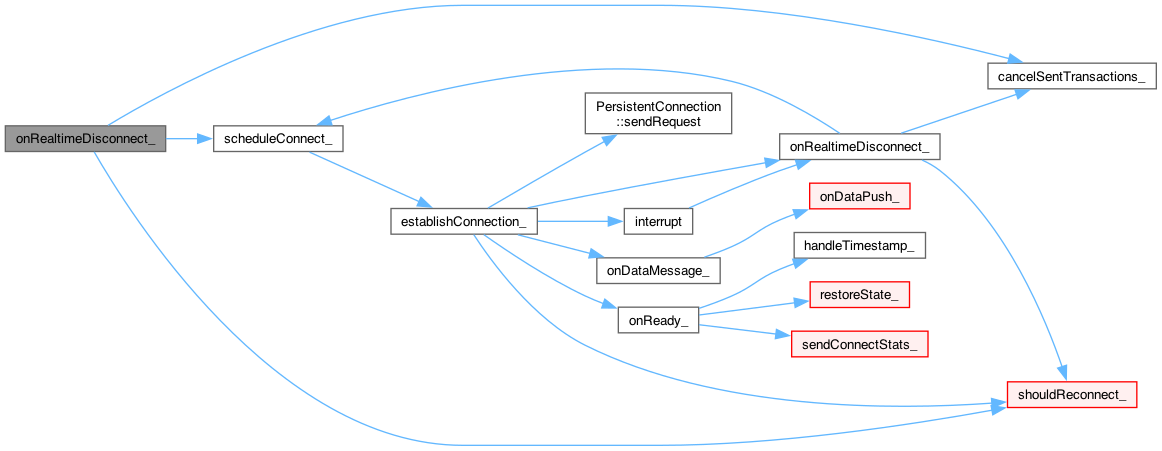 onRealtimeDisconnect_
scheduleConnect_
establishConnection_
PersistentConnection
::sendRequest
interrupt
onDataMessage_
onReady_
onRealtimeDisconnect_
onDataPush_
handleTimestamp_
restoreState_
sendConnectStats_
cancelSentTransactions_
shouldReconnect_